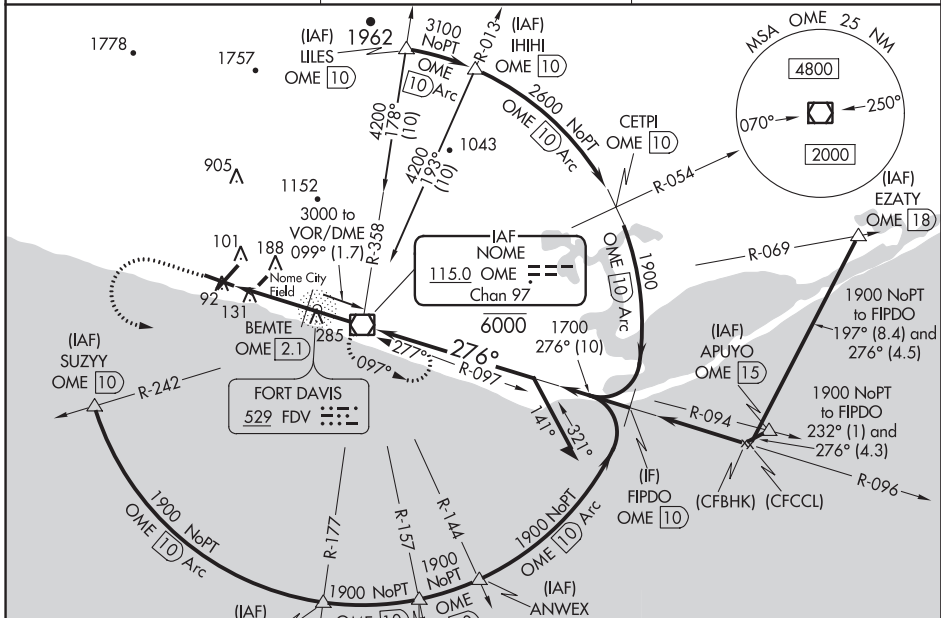 MSA OME 25 NM
4800
070°
250°
2000
1778
1757
1962
(IAF)
LILES
OME 10
3100
NoPT
OME
10 Arc
R-013
(IAF)
IHIHI
OME 10
2600 NoPT
OME 10 Arc
4200
178°
(10)
4200
193°
(10)
1043
CETPI
OME 10
R-054
905
1152
3000 to
VOR/DME
099° (1.7)
R-358
IAF
NOME
115.0 OME
Chan 97
1900
OME 10 Arc
R-069
(IAF)
EZATY
OME 18
101
188
92
131
Nome City
Field
285
BEMTE
OME 2.1
6000
1700
276° (10)
276°
277°
R-097
097°
141°
321°
1900 NoPT
to FIPDO
197° (8.4) and
276° (4.5)
(IAF)
APUYO
OME 15
R-094
1900 NoPT
to FIPDO
232° (1) and
276° (4.3)
R-096
(CFBHK)
(CFCCL)
(IF)
FIPDO
OME 10
(IAF)
SUZYY
OME 10
R-242
FORT DAVIS
529 FDV
1900 NoPT
OME 10 Arc
R-177
R-157
R-144
1900 NoPT
OME 10
1900
NoPT
OME
1900 NoPT
OME 10 Arc
(IAF)
(IAF)
ANWEX